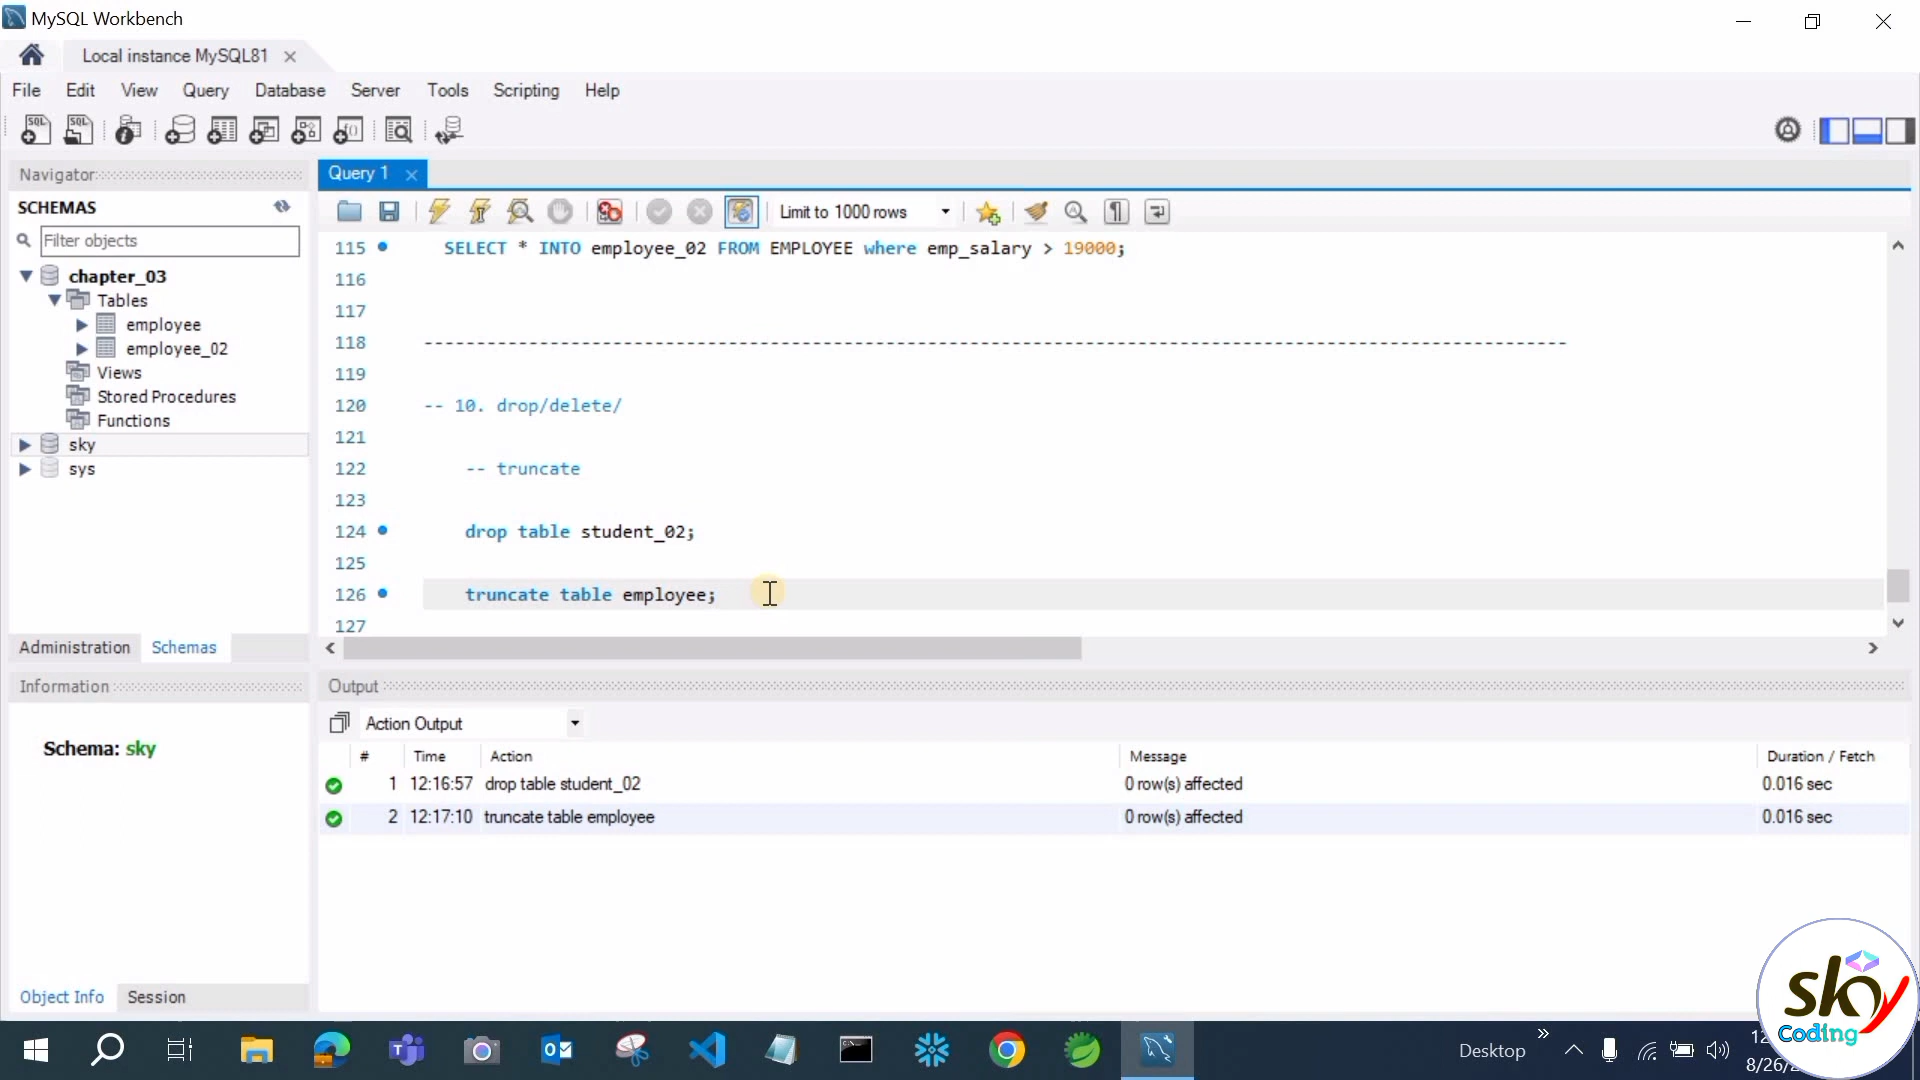 MySQL Workbench
Local instance MySQL81
File Edit View Query Database Server Tools Scripting Help
Navigator
SCHEMAS
Filter objects
chapter_03
Tables
employee
employee_02
Views
Stored Procedures
Functions
sky
sys
Administration Schemas
Information
Schema: sky
Object Info Session
Query 1
Limit to 1000 rows
115 SELECT * INTO employee_02 FROM EMPLOYEE where emp_salary > 19000;
116
117
118 --------------------------------------------------------------------------------------------------------------
119
120 -- 10. drop/delete/
121
122 -- truncate
123
124 drop table student_02;
125
126 truncate table employee;
127
Output
Action Output
# Time Action Message Duration / Fetch
1 12:16:57 drop table student_02 0 row(s) affected 0.016 sec
2 12:17:10 truncate table employee 0 row(s) affected 0.016 sec
sky
Coding
Desktop